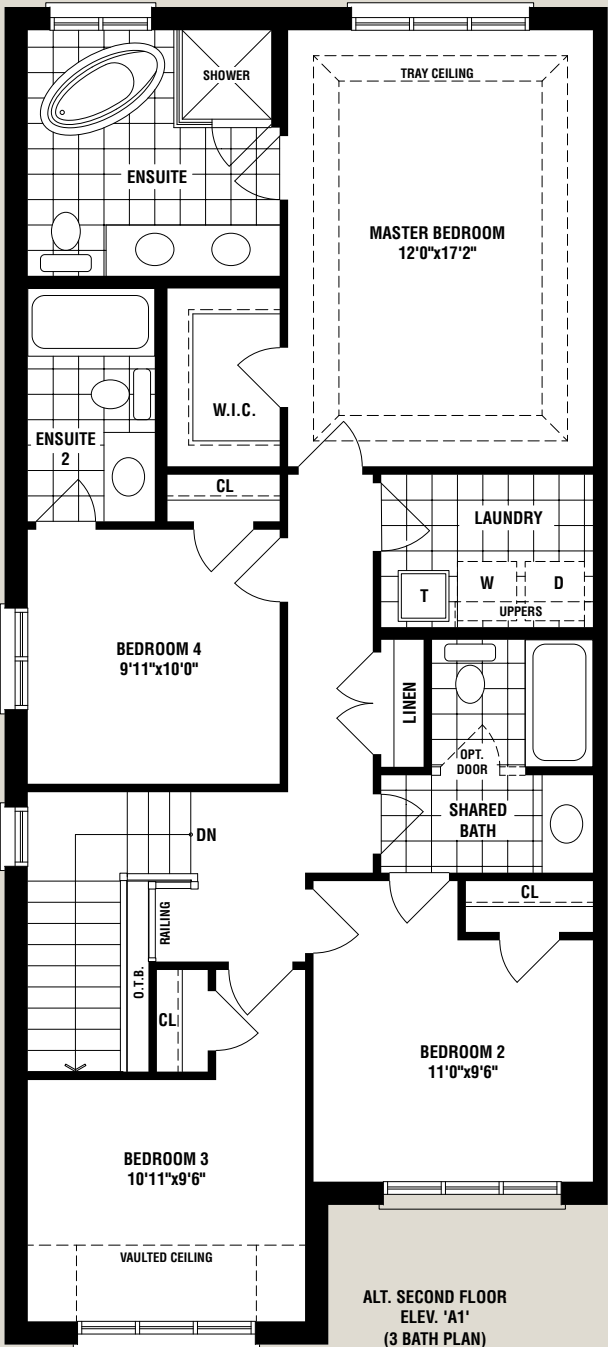 SHOWER
TRAY CEILING
ENSUITE
MASTER BEDROOM
12'0"x17'2"
W.I.C.
ENSUITE
2
CL
LAUNDRY
T
W
D
UPPERS
BEDROOM 4
9'11"x10'0"
LINEN
OPT.
DOOR
SHARED
BATH
DN
RAILING
O.T.B.
CL
CL
BEDROOM 2
11'0"x9'6"
BEDROOM 3
10'11"x9'6"
VAULTED CEILING
ALT. SECOND FLOOR
ELEV. 'A1'
(3 BATH PLAN)